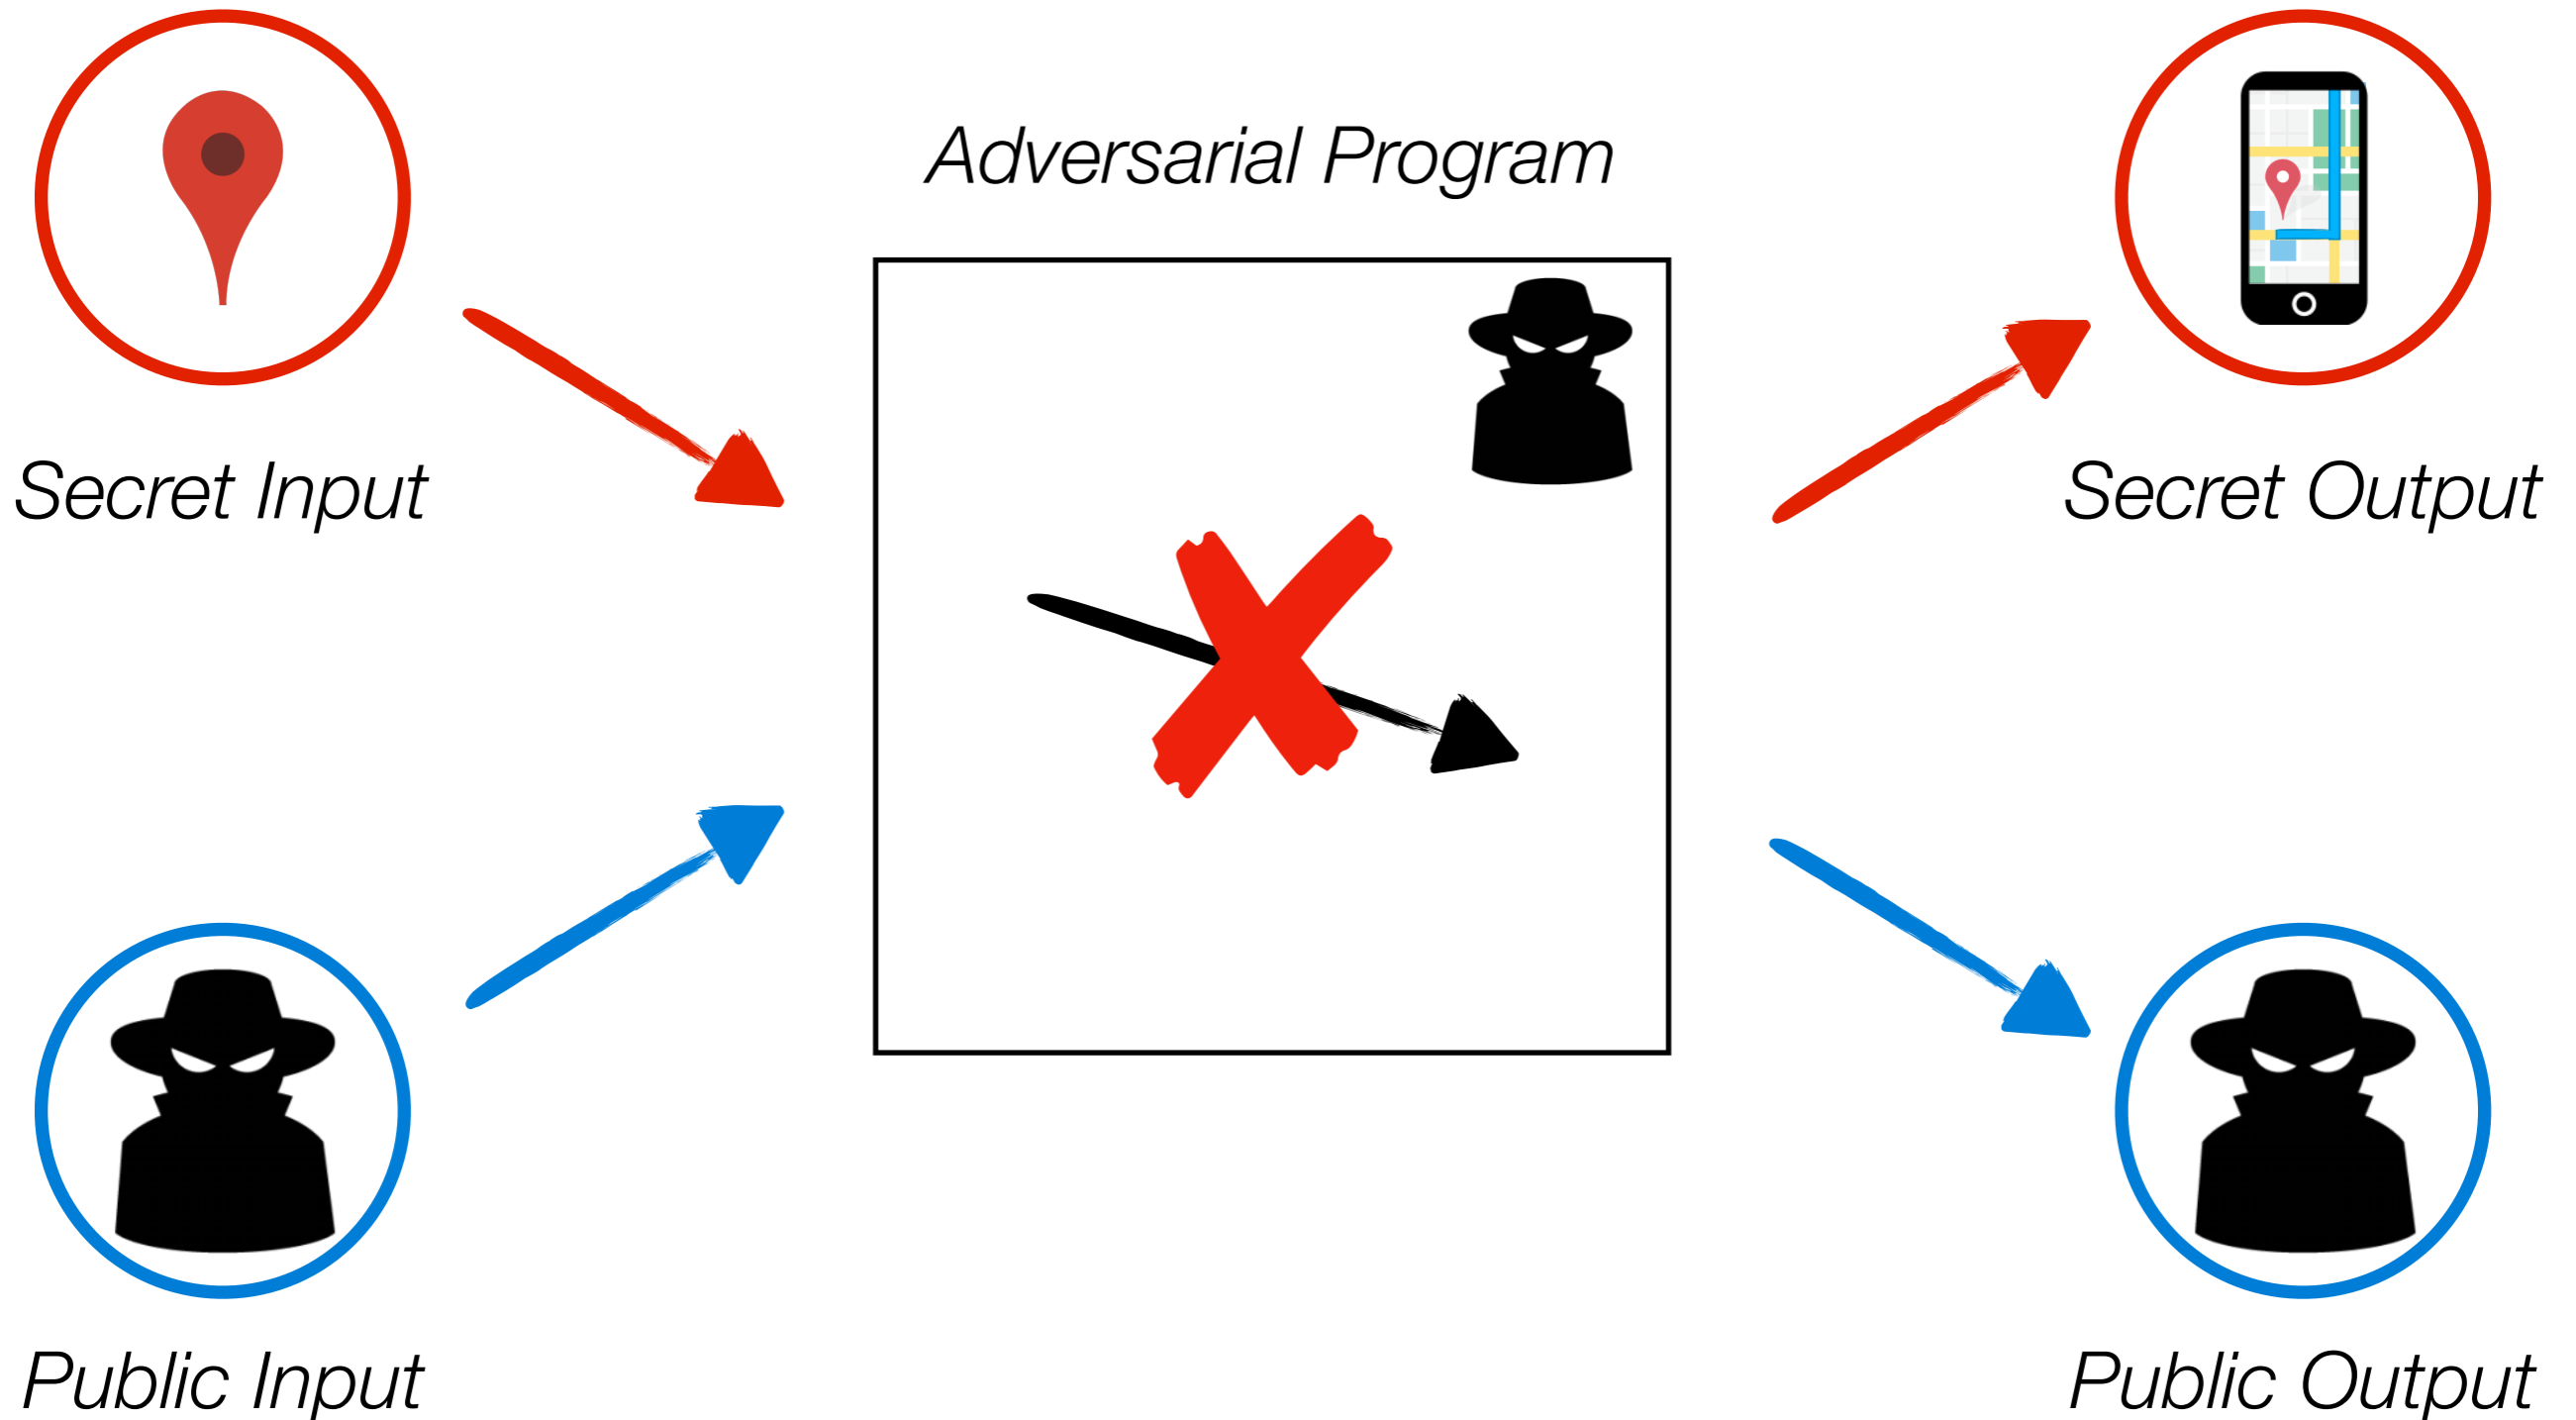 Adversarial Program
Secret Input
Secret Output
Public Input
Public Output